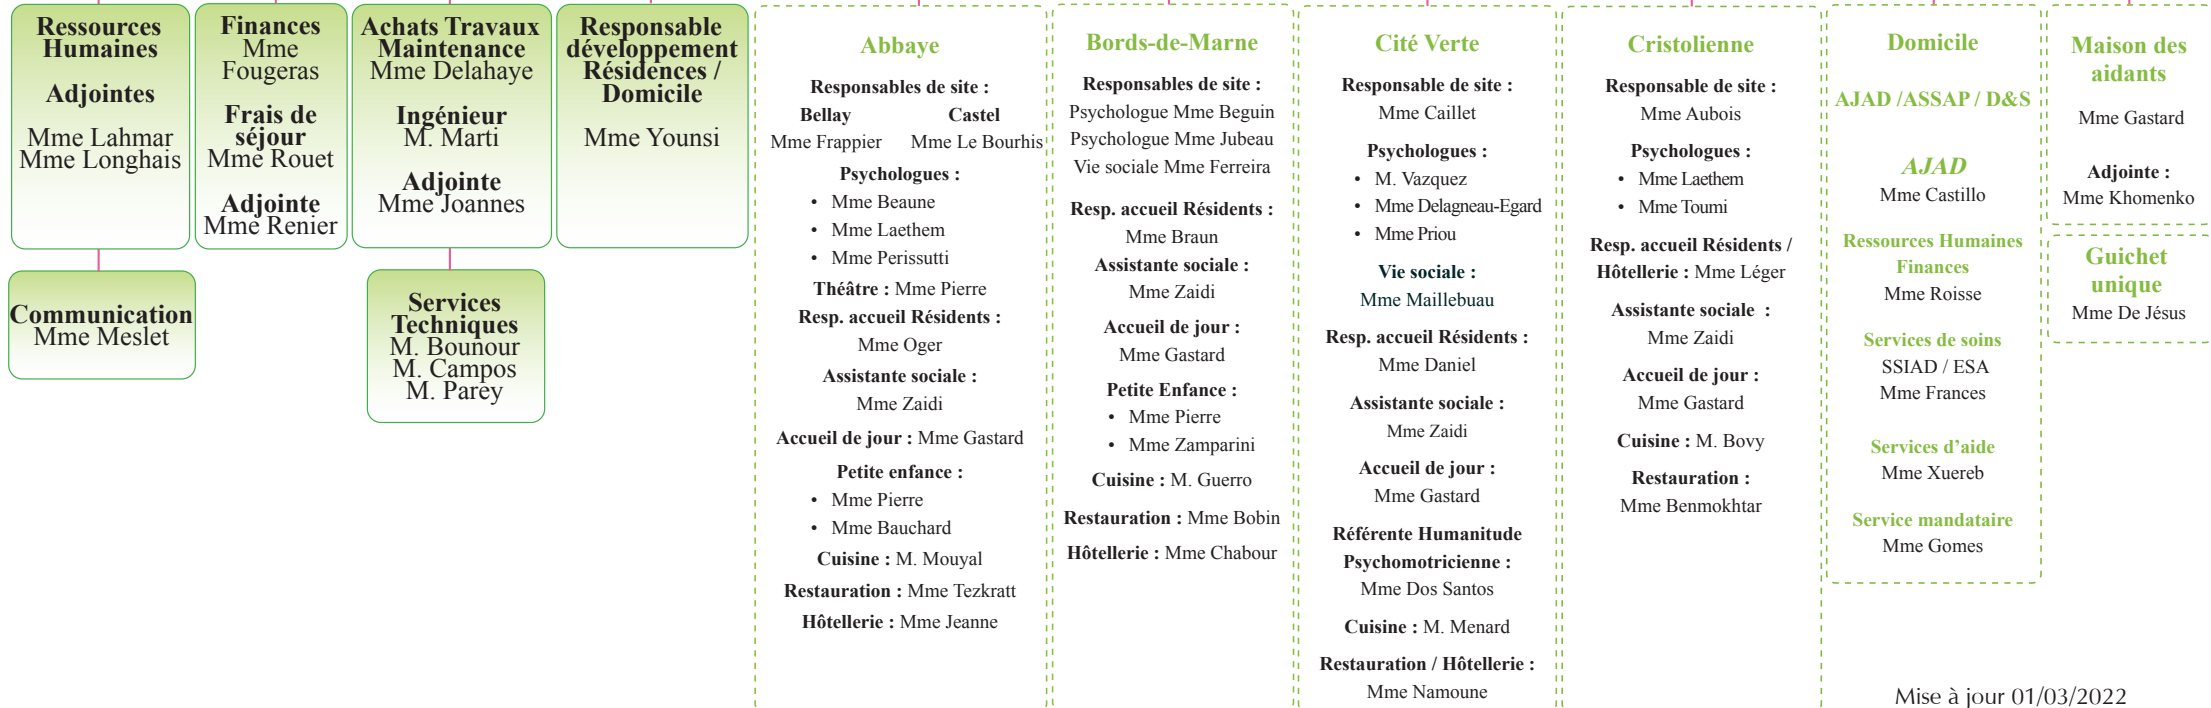 Ressources
Humaines
Adjointes
Mme Lahmar
Mme Longhais
Communication
Mme Meslet
Finances
Mme
Fougeras
Frais de
séjour
Mme Rouet
Adjointe
Mme Renier
Achats Travaux
Maintenance
Mme Delahaye
Ingénieur
M. Marti
Adjointe
Mme Joannes
Services
Techniques
M. Bounour
M. Campos
M. Parey
Responsable
développement
Résidences /
Domicile
Mme Younsi
Abbaye
Responsables de site :
Bellay Castel
Mme Frappier Mme Le Bourhis
Psychologues :
• Mme Beaune
• Mme Laethem
• Mme Perissutti
Théâtre : Mme Pierre
Resp. accueil Résidents :
Mme Oger
Assistante sociale :
Mme Zaidi
Accueil de jour : Mme Gastard
Petite enfance :
• Mme Pierre
• Mme Bauchard
Cuisine : M. Mouyal
Restauration : Mme Tezkratt
Hôtellerie : Mme Jeanne
Bords-de-Marne
Responsables de site :
Psychologue Mme Beguin
Psychologue Mme Jubeau
Vie sociale Mme Ferreira
Resp. accueil Résidents :
Mme Braun
Assistante sociale :
Mme Zaidi
Accueil de jour :
Mme Gastard
Petite Enfance :
• Mme Pierre
• Mme Zamparini
Cuisine : M. Guerro
Restauration : Mme Bobin
Hôtellerie : Mme Chabour
Cité Verte
Responsable de site :
Mme Caillet
Psychologues :
• M. Vazquez
• Mme Delagneau-Egard
• Mme Priou
Vie sociale :
Mme Maillebuau
Resp. accueil Résidents :
Mme Daniel
Assistante sociale :
Mme Zaidi
Accueil de jour :
Mme Gastard
Référente Humanitude
Psychomotricienne :
Mme Dos Santos
Cuisine : M. Menard
Restauration / Hôtellerie :
Mme Namoune
Cristolienne
Responsable de site :
Mme Aubois
Psychologues :
• Mme Laethem
• Mme Toumi
Resp. accueil Résidents /
Hôtellerie : Mme Léger
Assistante sociale :
Mme Zaidi
Accueil de jour :
Mme Gastard
Cuisine : M. Bovy
Restauration :
Mme Benmokhtar
Domicile
AJAD /ASSAP / D&S
AJAD
Mme Castillo
Ressources Humaines
Finances
Mme Roisse
Services de soins
SSIAD / ESA
Mme Frances
Services d’aide
Mme Xuereb
Service mandataire
Mme Gomes
Maison des
aidants
Mme Gastard
Adjointe :
Mme Khomenko
Guichet
unique
Mme De Jésus
Mise à jour 01/03/2022